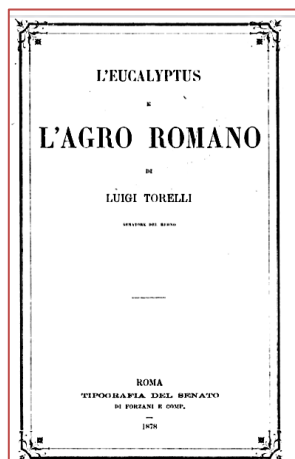 L'EUCALYPTUS
E
L'AGRO ROMANO
DI
LUIGI TORELLI
SENATORE DEL REGNO
ROMA
TIPOGRAFIA DEL SENATO
DI FORZANI E COMP.
1878